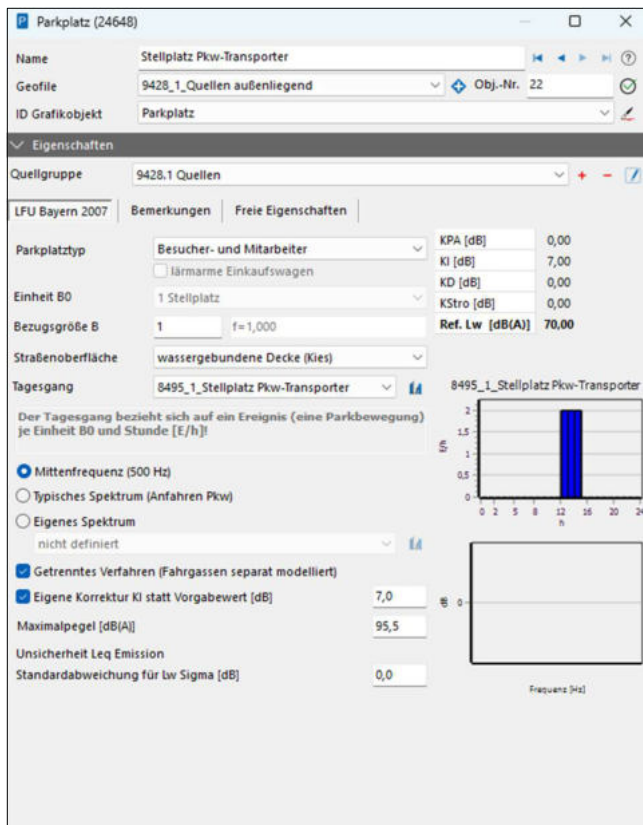 Parkplatz (24648)
Name Stellplatz Pkw-Transporter
Geofile 9428_1_Quellen außenliegend Obj.-Nr. 22
ID Grafikobjekt Parkplatz
Eigenschaften
Quellgruppe 9428.1 Quellen
LFU Bayern 2007 Bemerkungen Freie Eigenschaften
Parkplatztyp Besucher- und Mitarbeiter
lärmarme Einkaufswagen
Einheit B0 1 Stellplatz
Bezugsgröße B 1 f=1,000
Straßenoberfläche wassergebundene Decke (Kies)
Tagesgang 8495_1_Stellplatz Pkw-Transporter
Der Tagesgang bezieht sich auf ein Ereignis (eine Parkbewegung)
je Einheit B0 und Stunde [E/h]!
Mittenfrequenz (500 Hz)
Typisches Spektrum (Anfahren Pkw)
Eigenes Spektrum
nicht definiert
Getrenntes Verfahren (Fahrgassen separat modelliert)
Eigene Korrektur KI statt Vorgabewert [dB] 7,0
Maximalpegel [dB(A)] 95,5
Unsicherheit Leq Emission
Standardabweichung für Lw Sigma [dB] 0,0
KPA [dB] 0,00
KI [dB] 7,00
KD [dB] 0,00
KStro [dB] 0,00
Ref. Lw [dB(A)] 70,00
8495_1_Stellplatz Pkw-Transporter
2
1,5
1
0,5
0
E/h
0 2 5 8 12 16 20 24
h
dB
0
Frequenz [Hz]